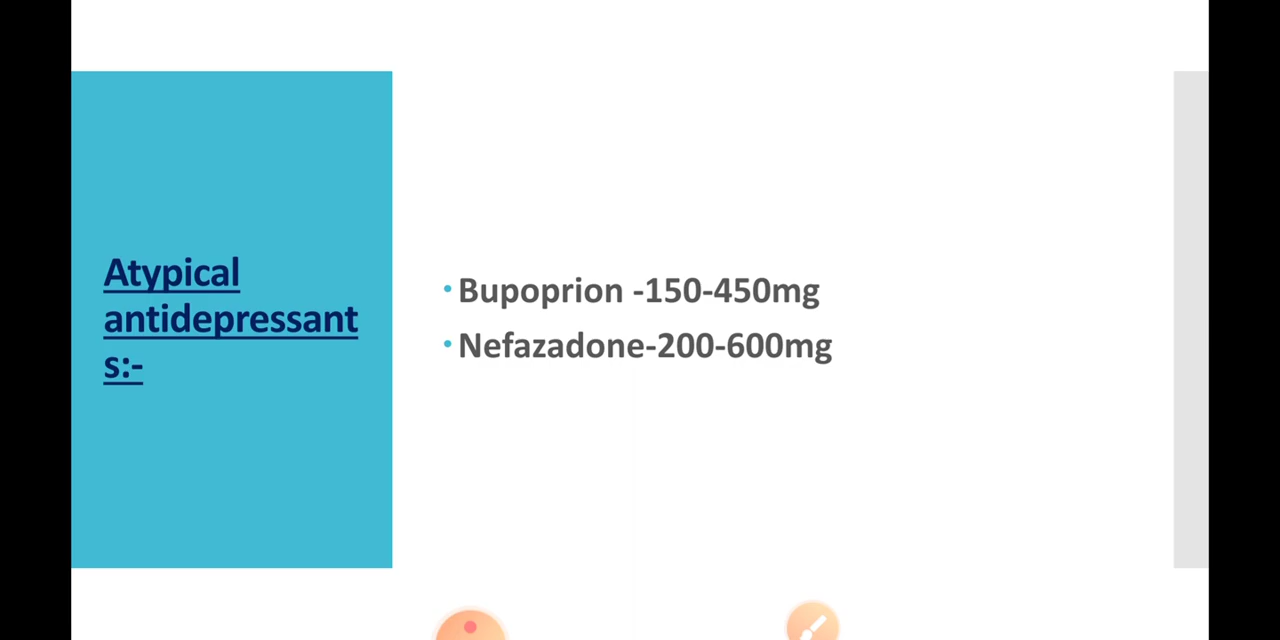 Atypical
antidepressant
s:-
Bupoprion -150-450mg
Nefazadone-200-600mg